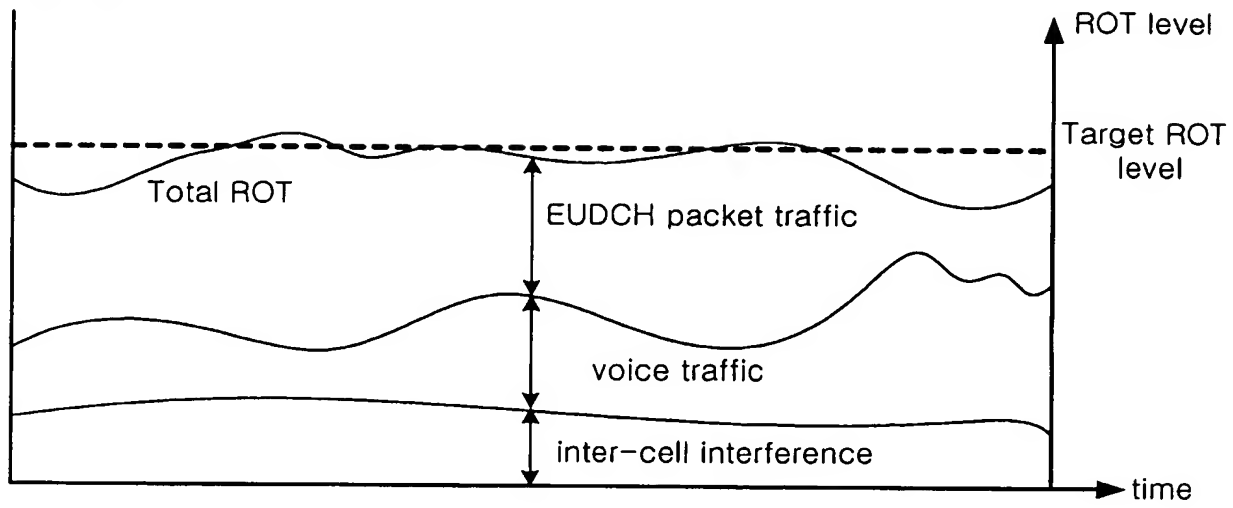 ROT level
Target ROT
level
Total ROT
EUDCH packet traffic
voice traffic
inter-cell interference
time